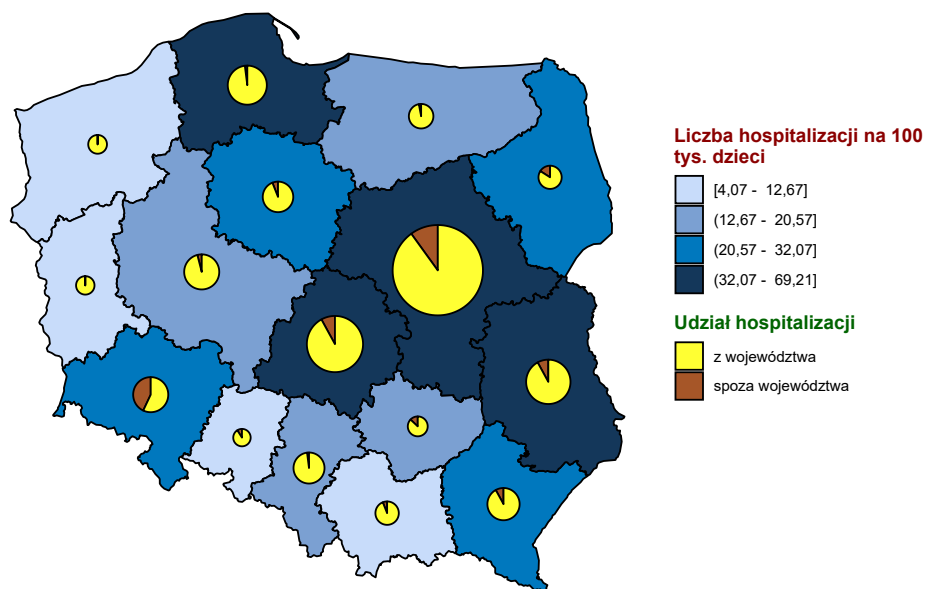 Liczba hospitalizacji na 100
tys. dzieci
[4,07 - 12,67]
(12,67 - 20,57]
(20,57 - 32,07]
(32,07 - 69,21]
Udział hospitalizacji
z województwa
spoza województwa